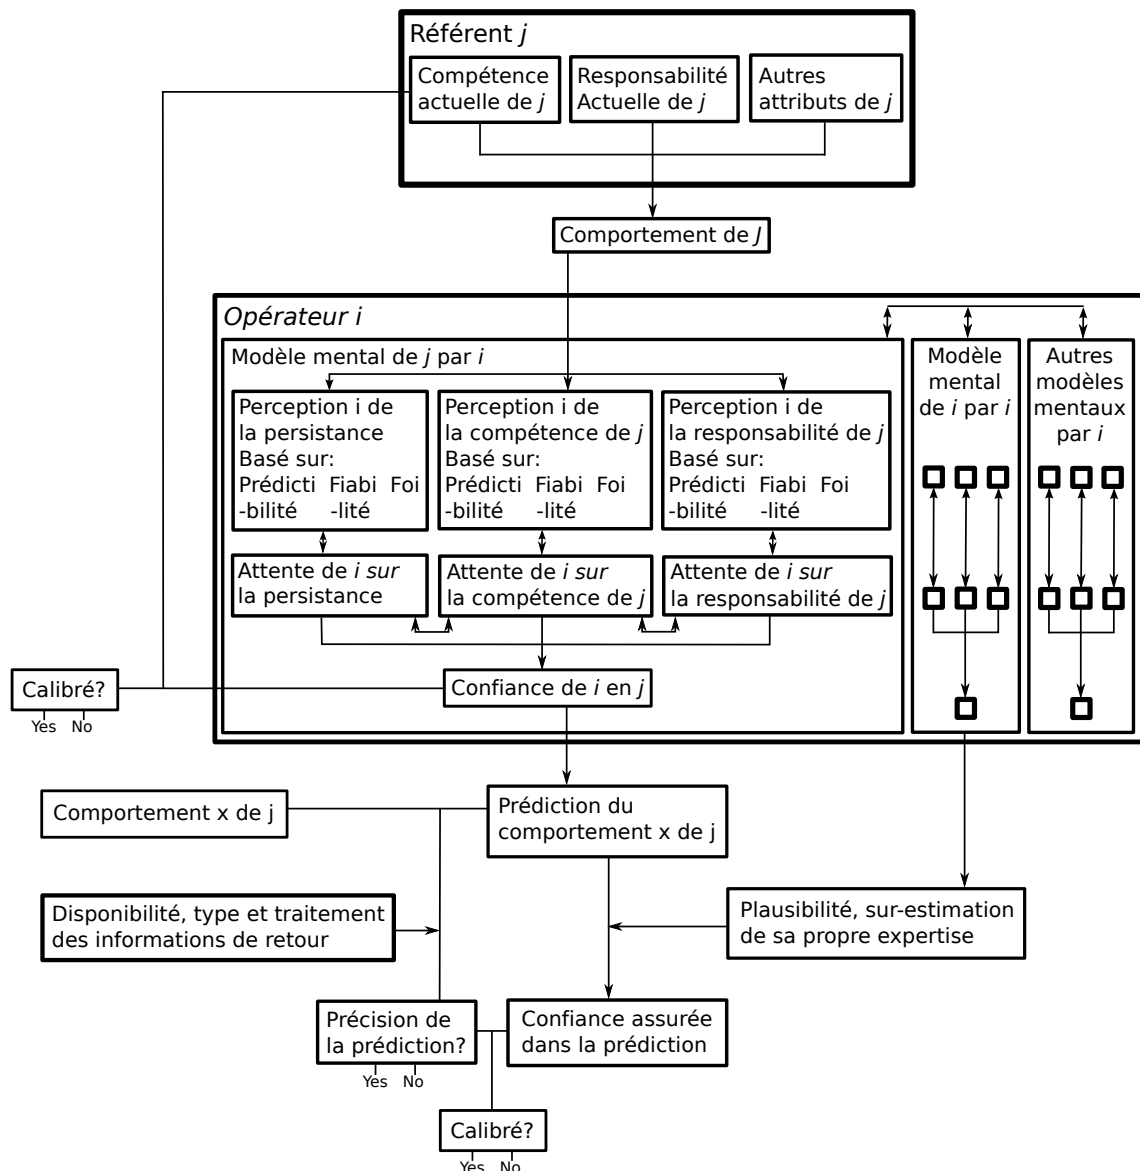 Référent j
Compétence
actuelle de j
Responsabilité
Actuelle de j
Autres
attributs de j
Comportement de J
Opérateur i
Modèle mental de j par i
Perception i de
la persistance
Basé sur:
Prédicti Fiabi Foi
-bilité -lité
Perception i de
la compétence de j
Basé sur:
Prédicti Fiabi Foi
-bilité -lité
Perception i de
la responsabilité de j
Basé sur:
Prédicti Fiabi Foi
-bilité -lité
Attente de i sur
la persistance
Attente de i sur
la compétence de j
Attente de i sur
la responsabilité de j
Confiance de i en j
Modèle
mental
de i par i
Autres
modèles
mentaux
par i
Calibré?
Yes No
Comportement x de j
Prédiction du
comportement x de j
Disponibilité, type et traitement
des informations de retour
Plausibilité, sur-estimation
de sa propre expertise
Précision de
la prédiction?
Yes No
Confiance assurée
dans la prédiction
Calibré?
Yes No